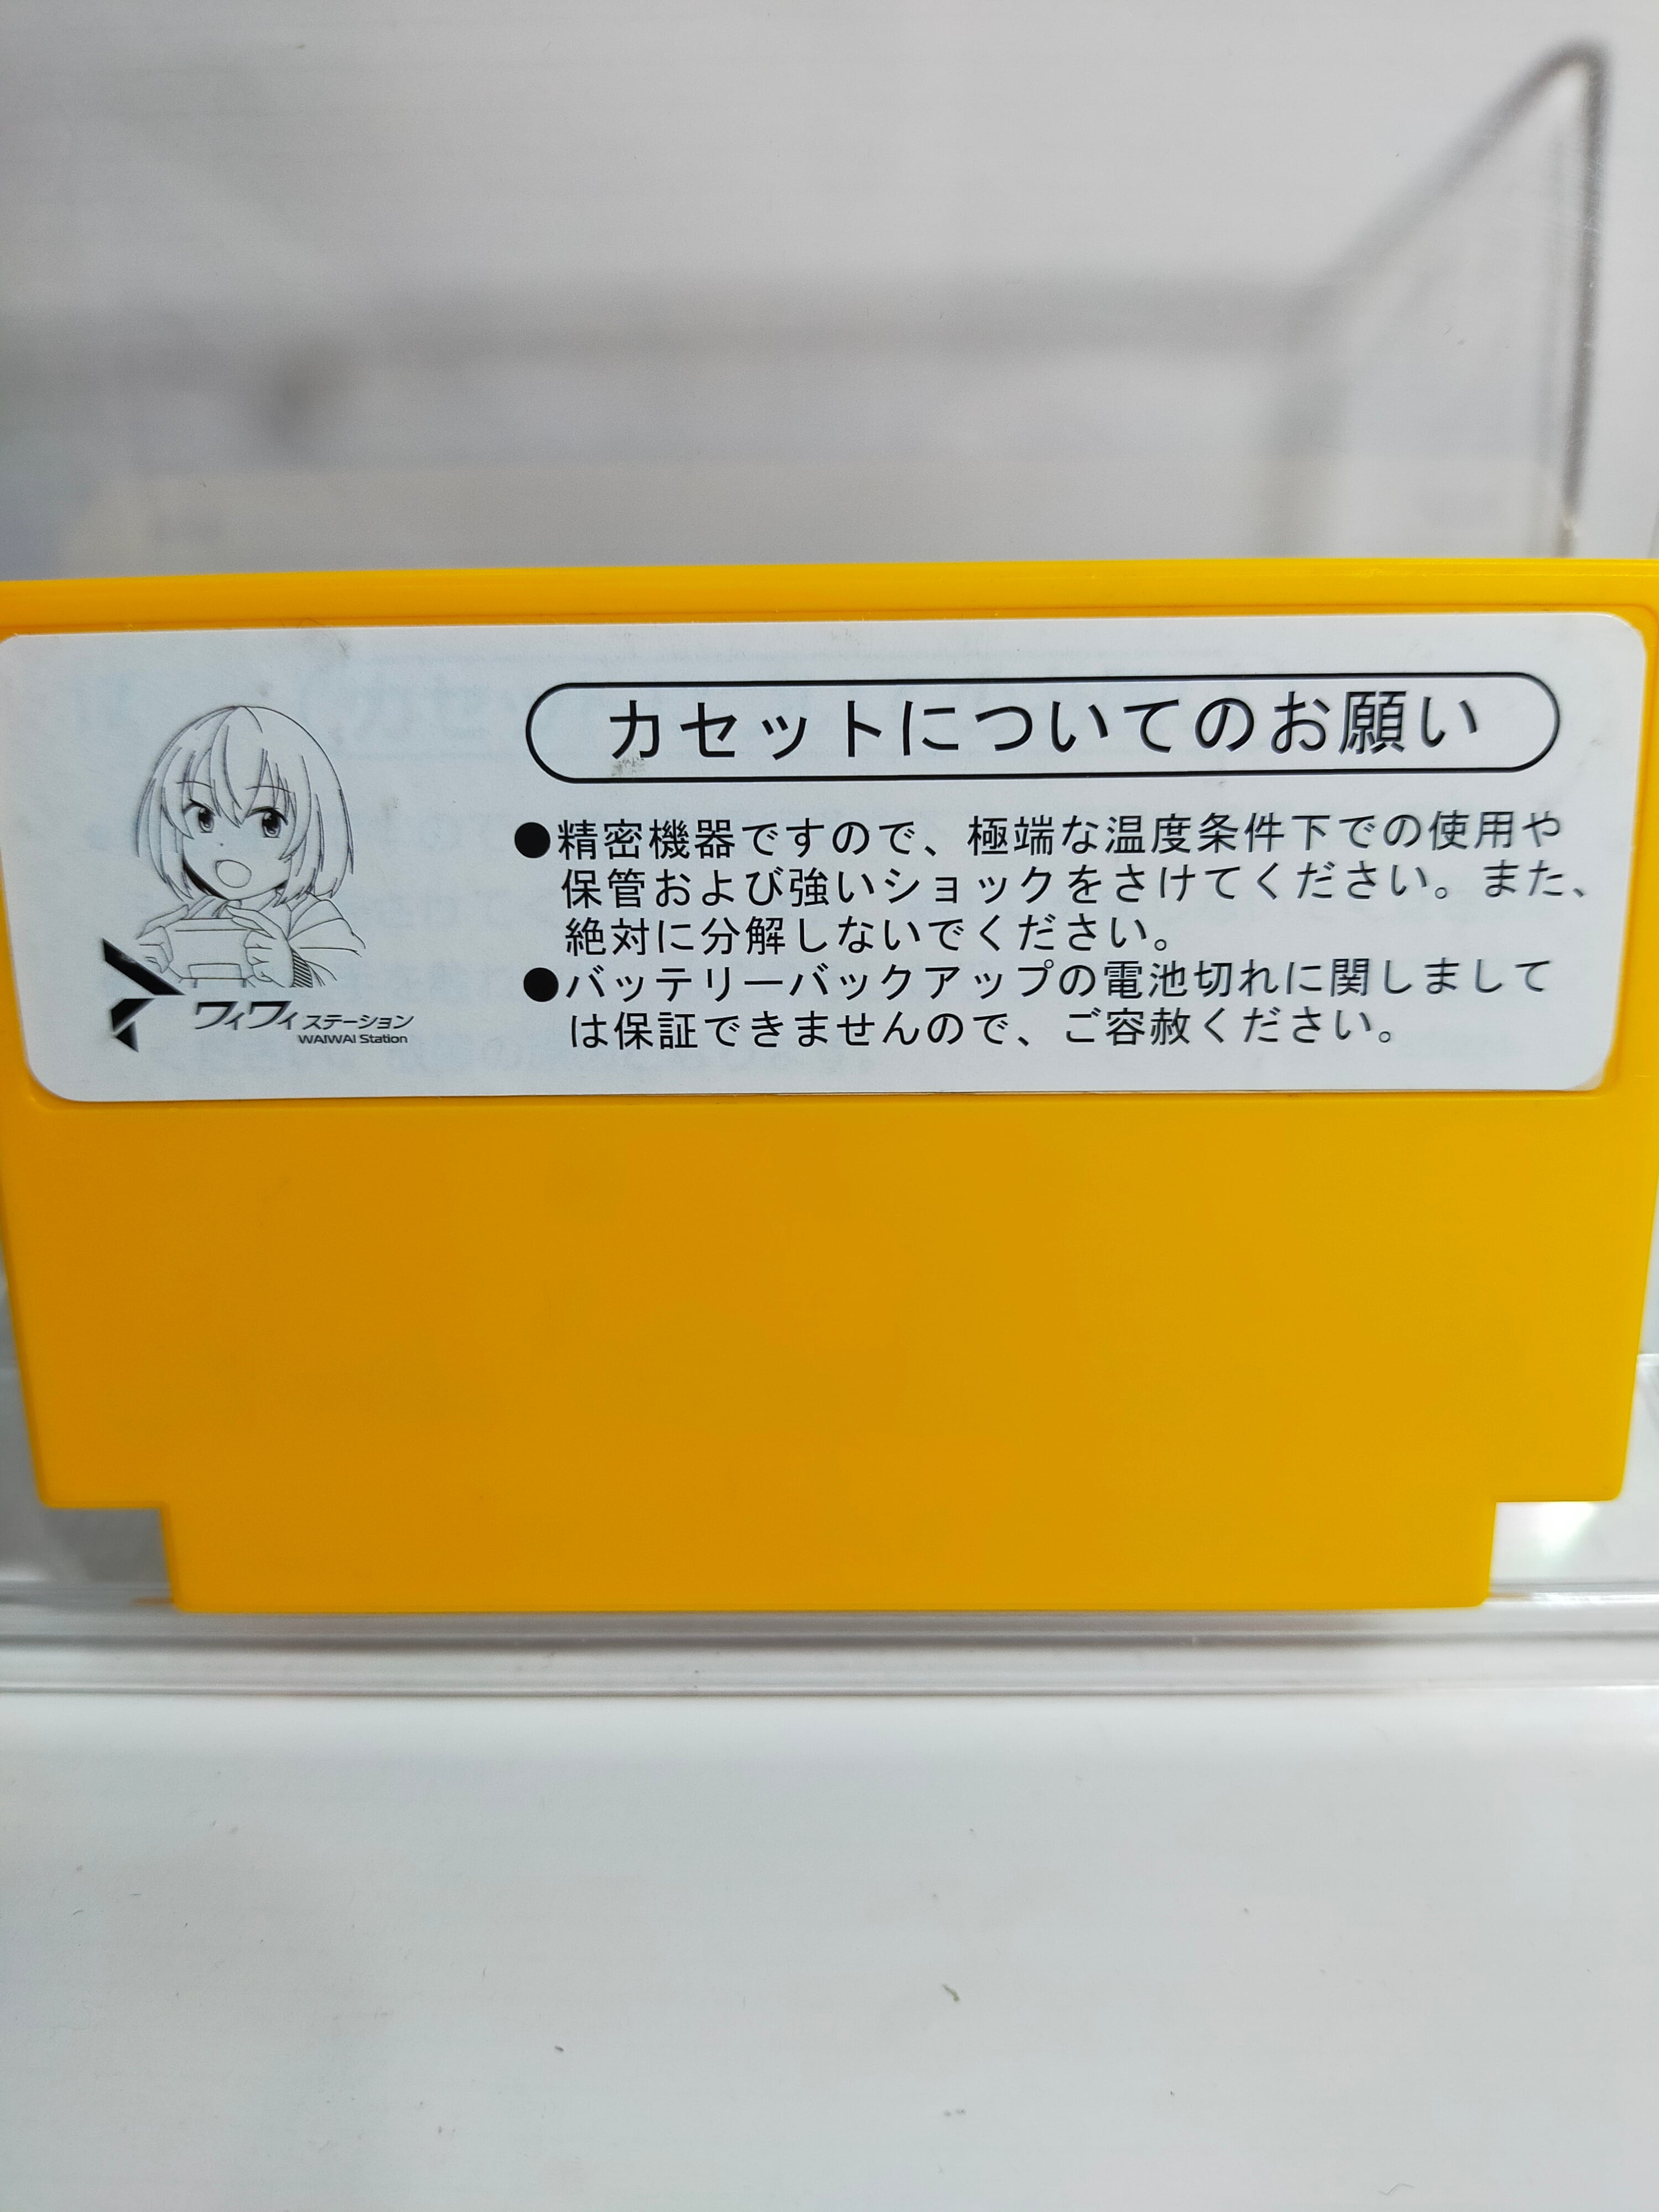 カセットについてのお願い
●精密機器ですので、極端な温度条件下での使用や
保管および強いショックをさけてください。また、
絶対に分解しないでください。
●バッテリーバックアップの電池切れに関しまして
は保証できませんので、ご容赦ください。
ワイワイ ステーション
WAIWAI Station